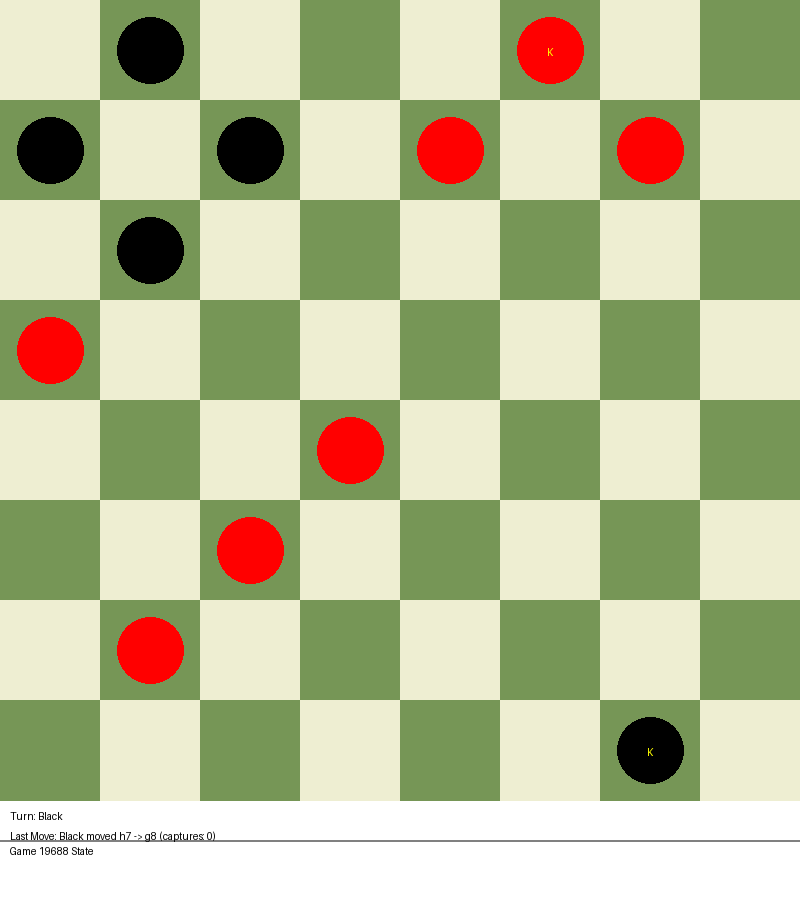 K
K
Turn: Black
Last Move: Black moved h7 -> g8 (captures: 0)
Game 19688 State